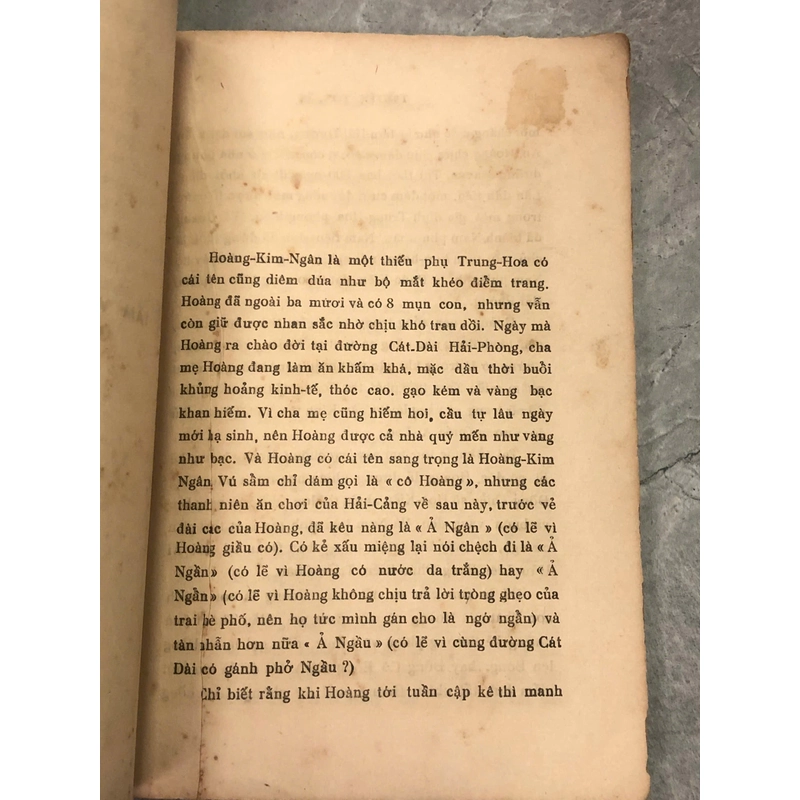 Hoàng-Kim-Ngân là một thiếu phụ Trung-Hoa có
cái tên cũng diêm dúa như bộ mắt khéo điểm trang.
Hoàng đã ngoài ba mươi và có 8 mụn con, nhưng vẫn
còn giữ được nhan sắc nhờ chịu khó trau dồi. Ngày mà
Hoàng ra chào đời tại đường Cát-Dài Hải-Phòng, cha
mẹ Hoàng đang làm ăn khấm khá, mặc dầu thời buổi
khủng hoảng kinh-tế, thóc cao. gạo kém và vàng bạc
khan hiếm. Vì cha mẹ cũng hiếm hoi, cầu tự lâu ngày
mới hạ sinh, nên Hoàng được cả nhà quý mến như vàng
như bạc. Và Hoàng có cái tên sang trọng là Hoàng-Kim
Ngân, Vú sẩm chỉ dám gọi là « cô Hoàng », nhưng các
thanh niên ăn chơi của Hải-Cảng về sau này, trước vẻ
đài các của Hoàng, đã kêu nàng là « Ả Ngân » (có lẽ vì
Hoàng giầu có). Có kẻ xấu miệng lại nói chệch đi là « Ả
Ngần » (có lẽ vì Hoàng có nước da trắng) hay « Ả
Ngẩn » (có lẽ vì Hoàng không chịu trả lời tròng ghẹo của
trai hè phố, nên họ tức mình gán cho là ngớ ngẩn) và
tàn nhẫn hơn nữa « Ả Ngầu » (có lẽ vì cùng đường Cát
Dài có gánh phở Ngầu ?)
Chỉ biết rằng khi Hoàng tới tuần cập kê thì manh